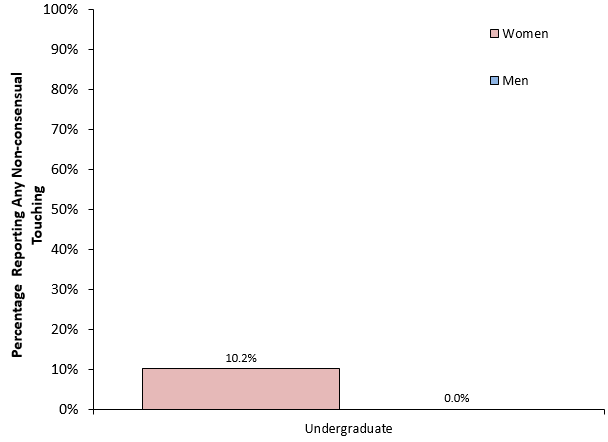 100%
90%
80%
70%
60%
50%
40%
30%
20%
10%
0%
Percentage Reporting Any Non-consensual
Touching
Women
Men
10.2%
0.0%
Undergraduate